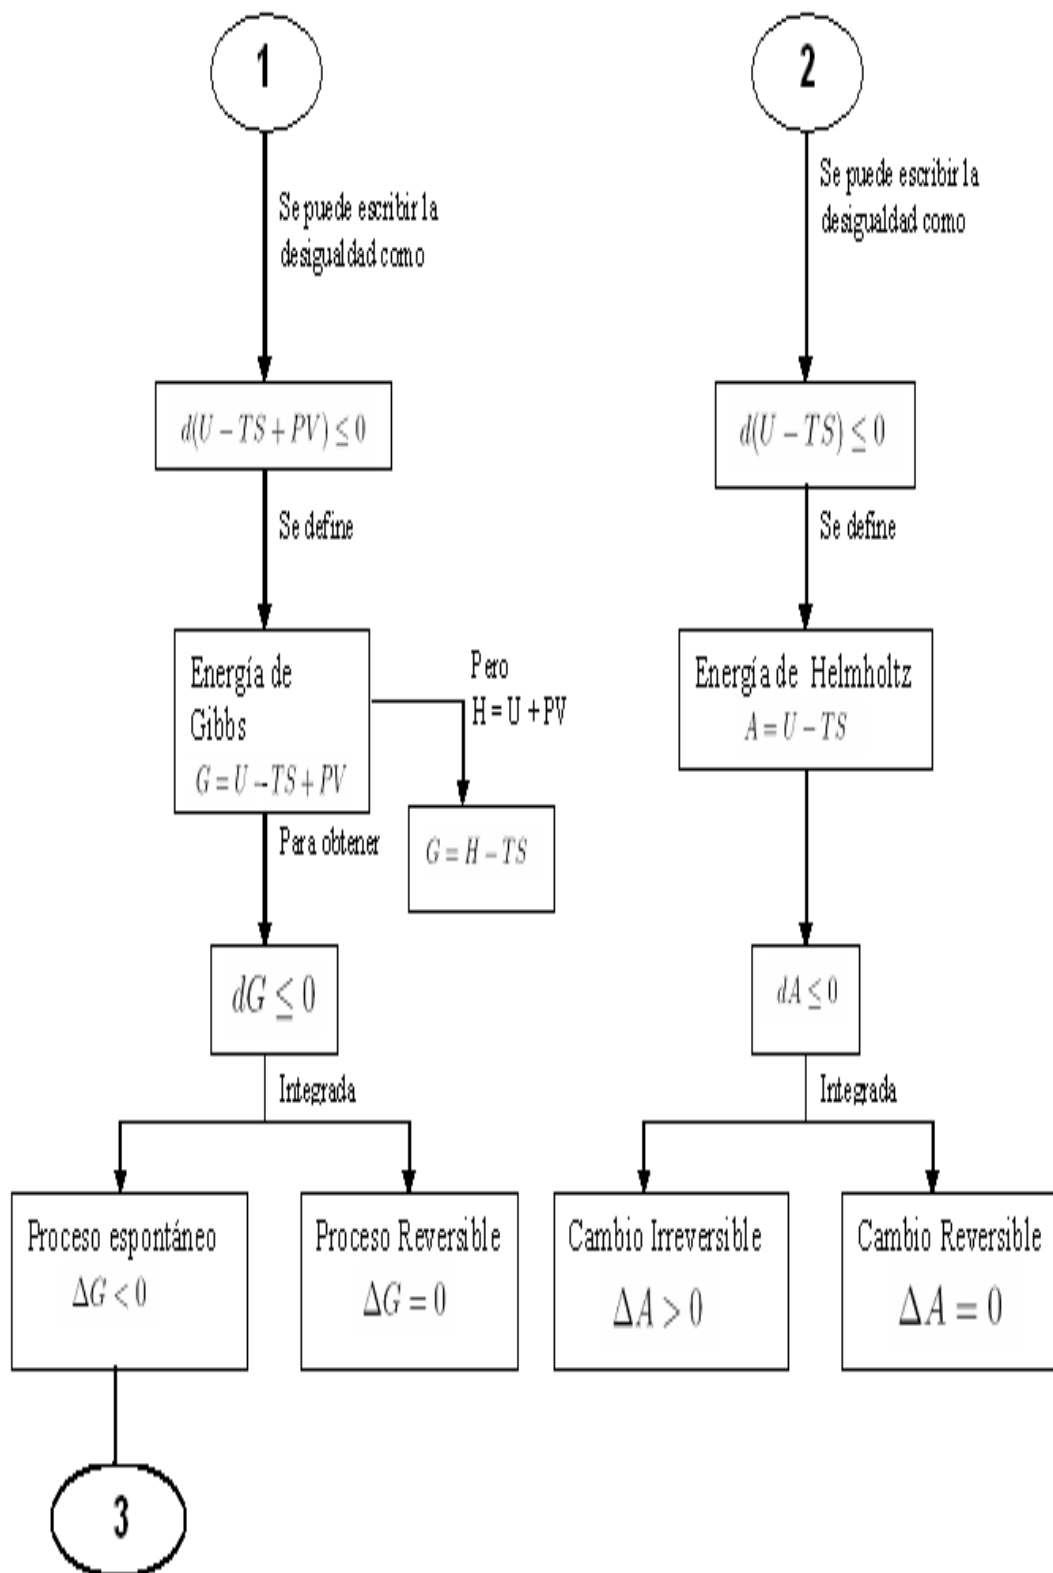 1
Se puede escribir la
desigualdad como
d(U − TS + PV) ≤ 0
Se define
Energía de
Gibbs
G = U − TS + PV
Pero
H = U + PV
G = H − TS
Para obtener
dG ≤ 0
Integrada
Proceso espontáneo
ΔG < 0
Proceso Reversible
ΔG = 0
3
2
Se puede escribir la
desigualdad como
d(U − TS) ≤ 0
Se define
Energía de Helmholtz
A = U − TS
dA ≤ 0
Integrada
Cambio Irreversible
ΔA > 0
Cambio Reversible
ΔA = 0